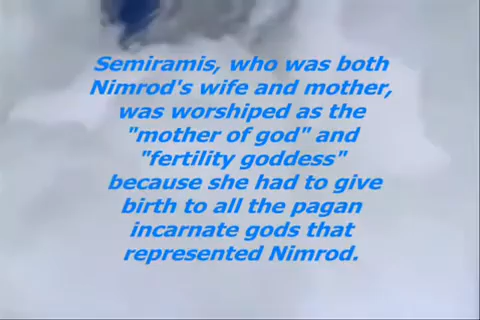 Semiramis, who was both
Nimrod's wife and mother,
was worshiped as the
"mother of god" and
"fertility goddess"
because she had to give
birth to all the pagan
incarnate gods that
represented Nimrod.